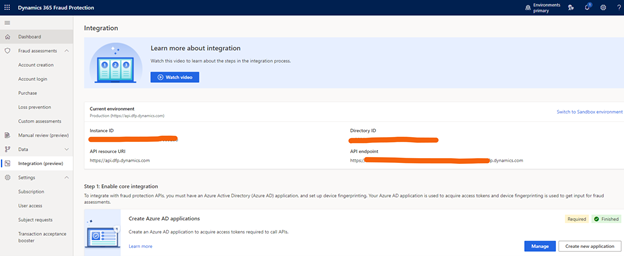 Dynamics 365 Fraud Protection
Environments
primary
Dashboard
Fraud assessments
Account creation
Account login
Purchase
Loss prevention
Custom assessments
Manual review (preview)
Data
Integration (preview)
Settings
Subscription
User access
Subject requests
Transaction acceptance
booster
Integration
Learn more about integration
Watch this video to learn about the steps in the integration process.
Watch video
Current environment
Production (https://api.dfp.dynamics.com)
Switch to Sandbox environment
Instance ID
Directory ID
API resource URI
https://api.dfp.dynamics.com
API endpoint
https://
p.dynamics.com
Step 1: Enable core integration
To integrate with fraud protection APIs, you must have an Azure Active Directory (Azure AD) application, and set up device fingerprinting. Your Azure AD application is used to acquire access tokens and device fingerprinting is used to get input for fraud
assessments.
Create Azure AD applications
Required
Finished
Create an Azure AD application to acquire access tokens required to call APIs.
Learn more
Manage
Create new application